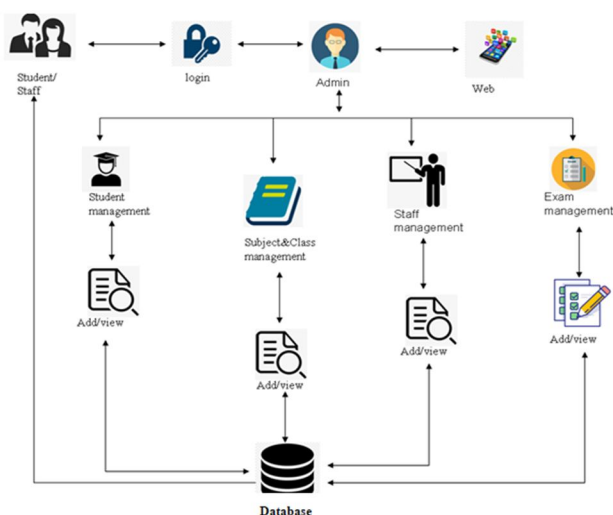 Student/
Staff
login
Admin
Web
Student
management
Subject&Class
management
Staff
management
Exam
management
Add/view
Add/view
Add/view
Add/view
Database